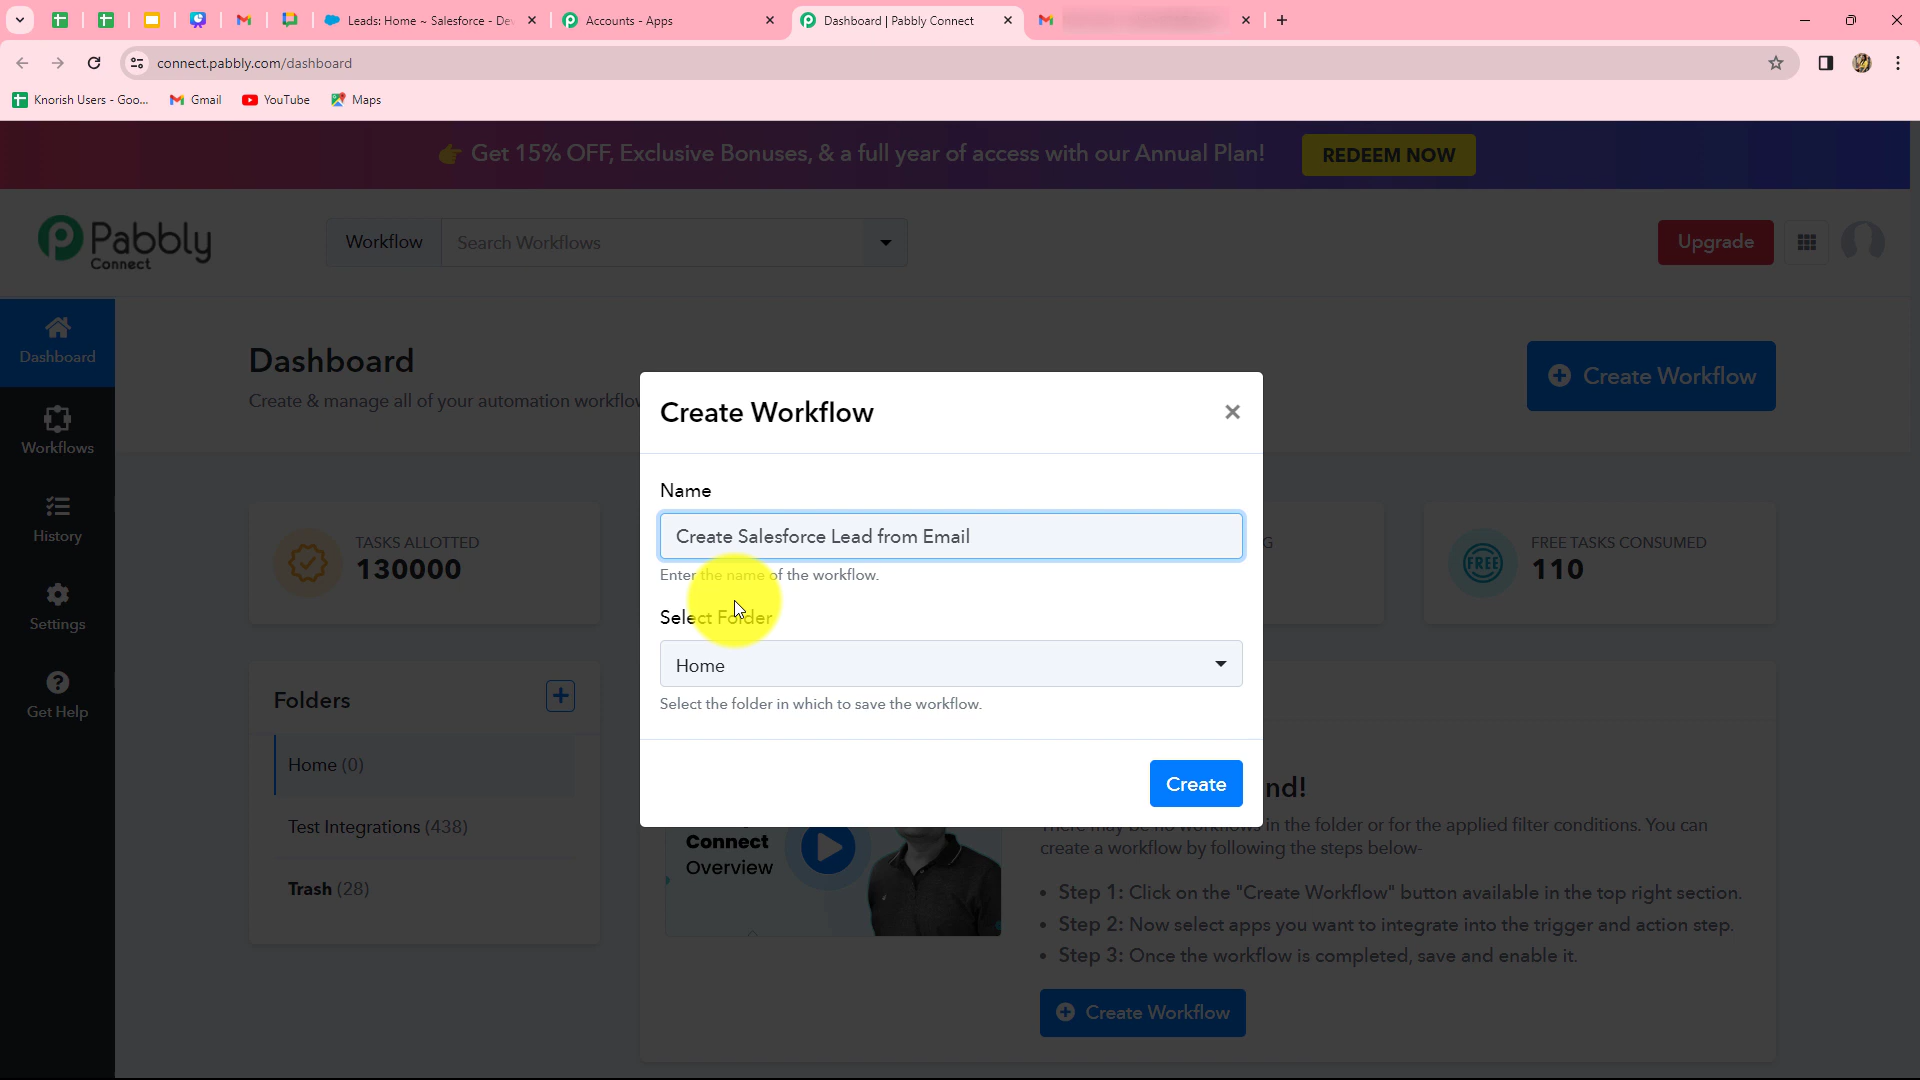 Leads: Home ~ Salesforce - De
Accounts - Apps
Dashboard | Pabbly Connect
connect.pabbly.com/dashboard
Knorish Users - Goo...
Gmail
YouTube
Maps
👉 Get 15% OFF, Exclusive Bonuses, & a full year of access with our Annual Plan!
REDEEM NOW
Pabbly
Connect
Workflow
Search Workflows
Upgrade
Dashboard
Workflows
History
Settings
Get Help
Dashboard
Create & manage all of your automation workflo
Create Workflow
TASKS ALLOTTED
130000
G
FREE
FREE TASKS CONSUMED
110
Folders
Home (0)
Test Integrations (438)
Trash (28)
Create Workflow
Name
Create Salesforce Lead from Email
Enter the name of the workflow.
Select Folder
Home
Select the folder in which to save the workflow.
Create
Connect
Overview
nd!
There may be no workflows in the folder or for the applied filter conditions. You can
create a workflow by following the steps below-
• Step 1: Click on the "Create Workflow" button available in the top right section.
• Step 2: Now select apps you want to integrate into the trigger and action step.
• Step 3: Once the workflow is completed, save and enable it.
Create Workflow